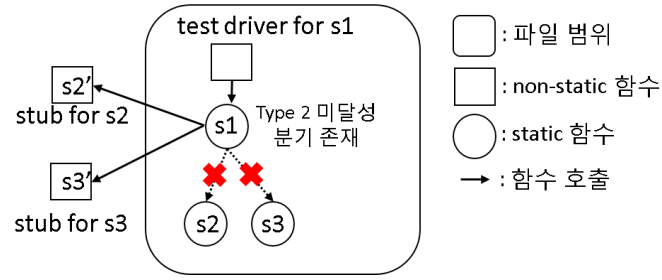 test driver for s1
s2′
stub for s2
s1
Type 2 미달성
분기 존재
s3′
stub for s3
s2
s3
: 파일 범위
: non-static 함수
: static 함수
: 함수 호출